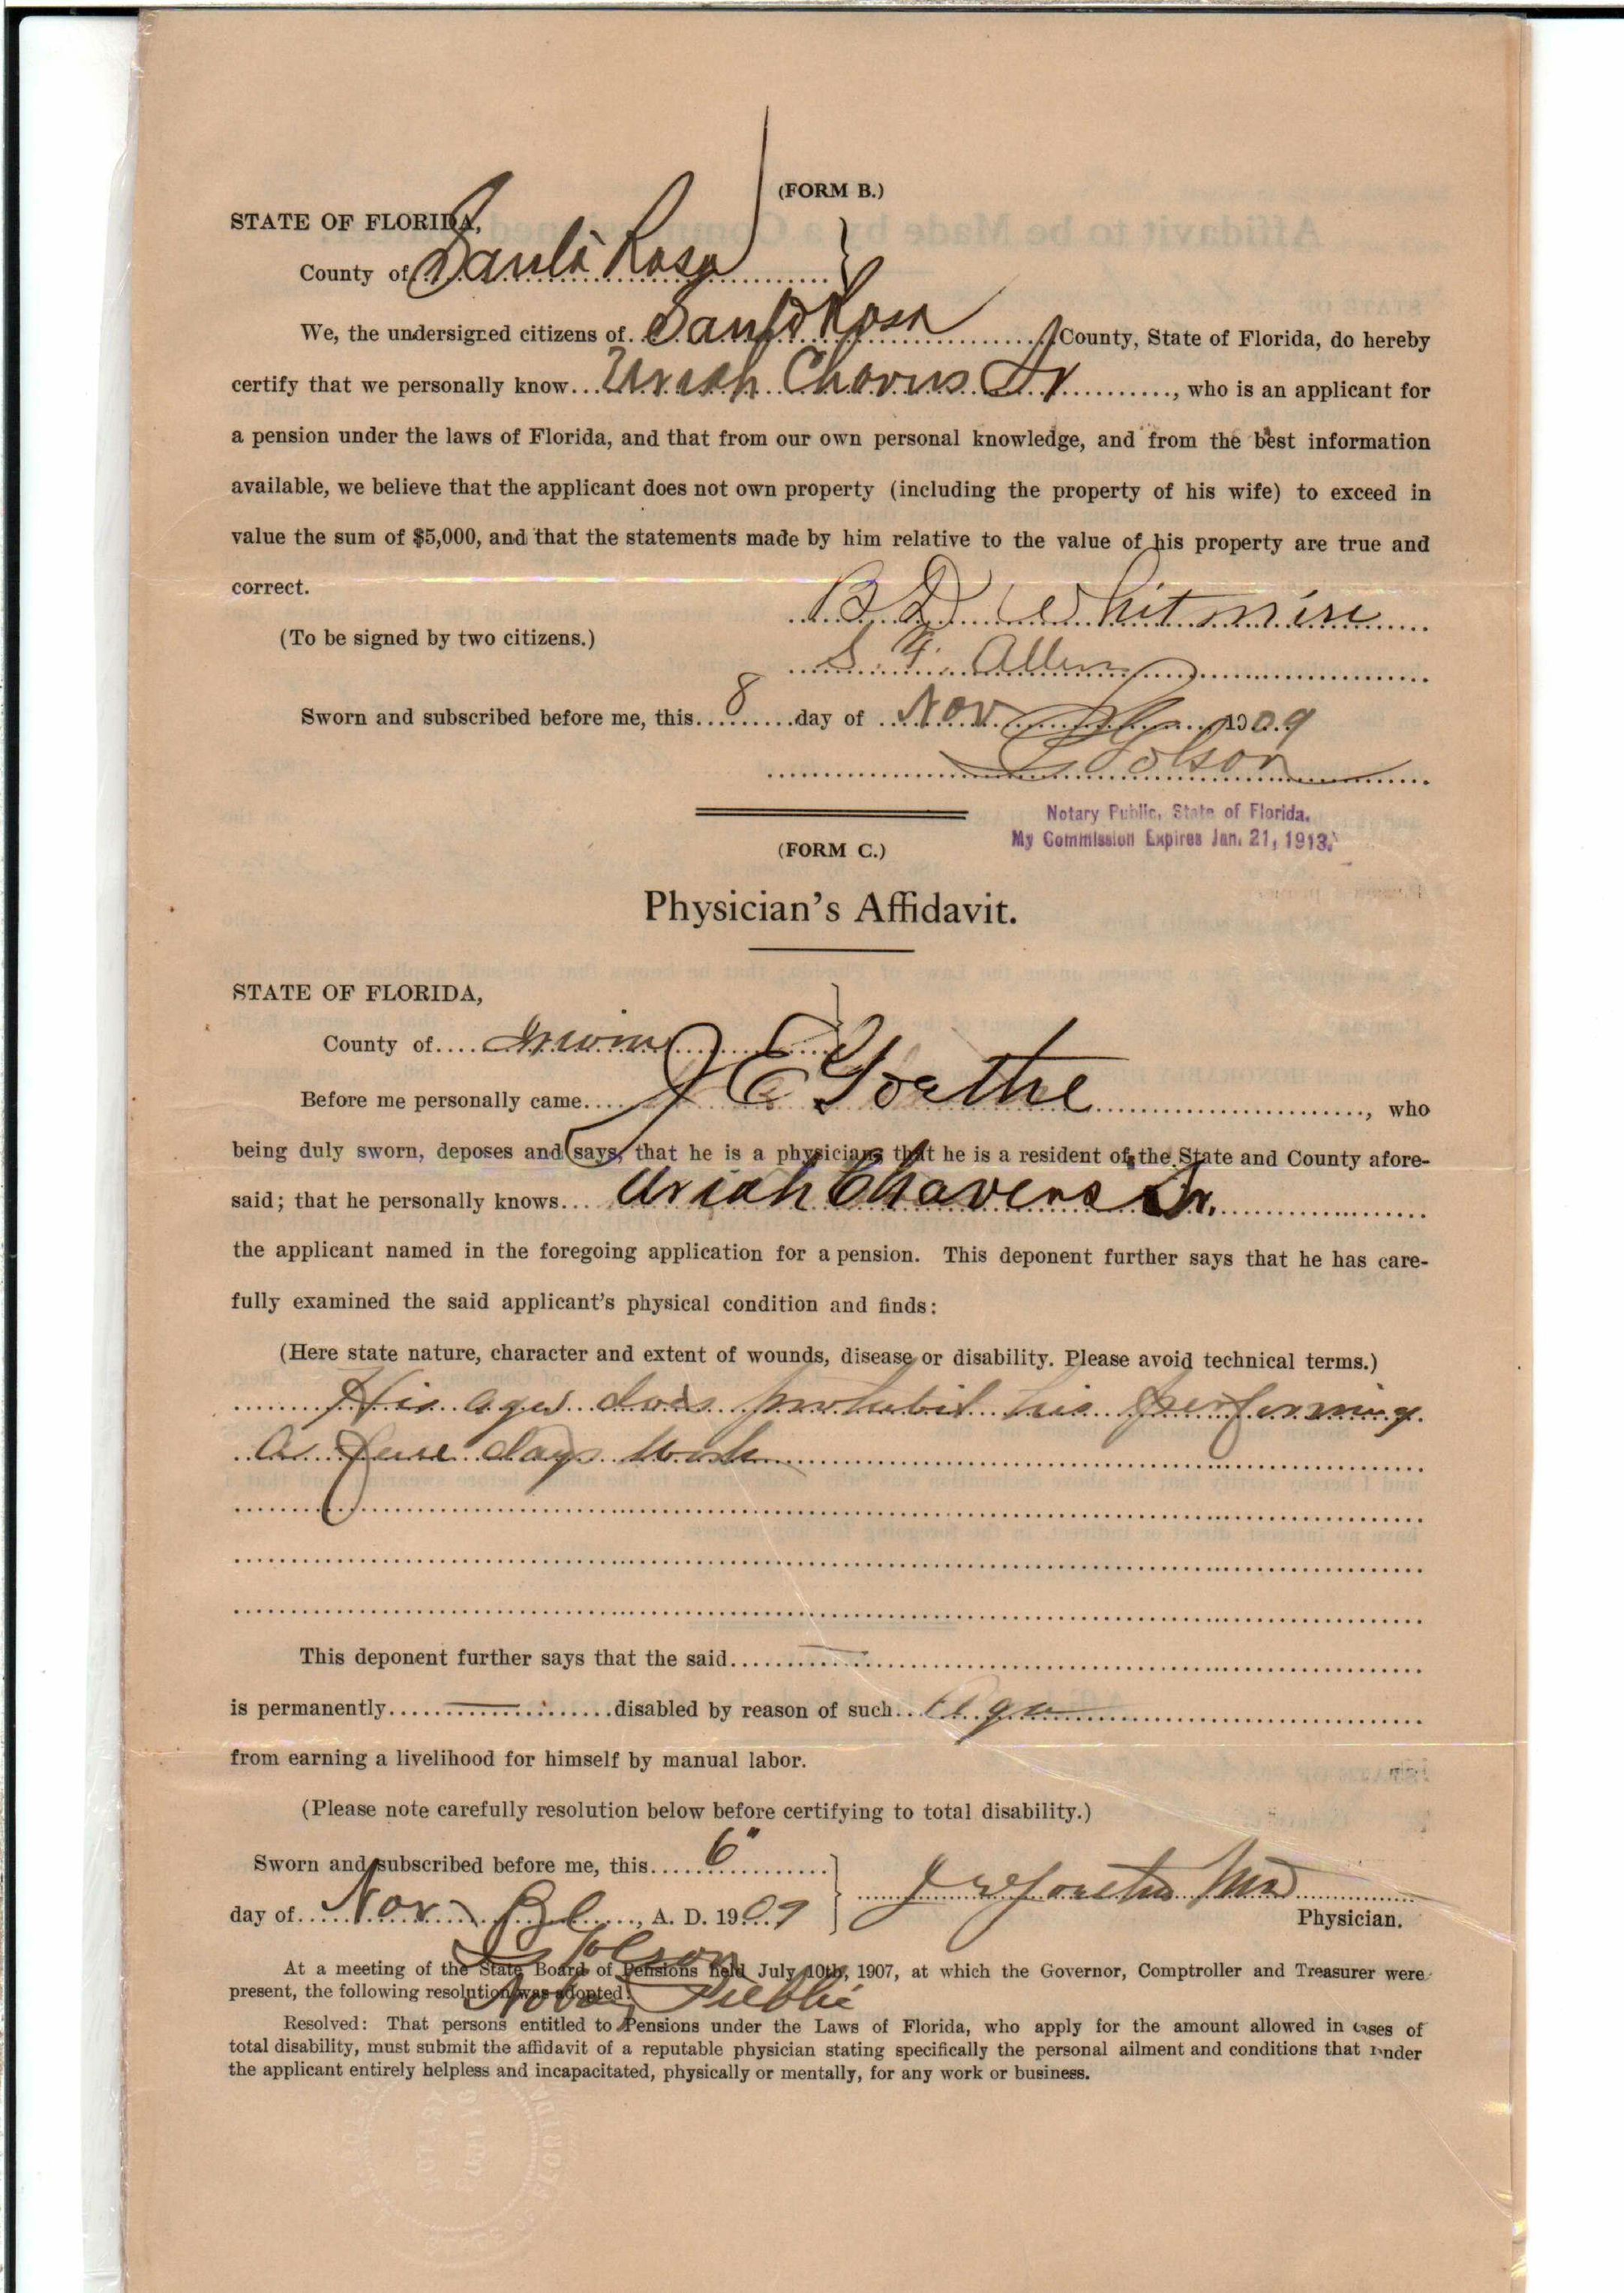 (FORM B.)
STATE OF FLORIDA,
County of Santa Rosa
We, the undersigned citizens of Santa Rosa County, State of Florida, do hereby
certify that we personally know Uriah Chavers Sr, who is an applicant for
a pension under the laws of Florida, and that from our own personal knowledge, and from the best information
available, we believe that the applicant does not own property (including the property of his wife) to exceed in
value the sum of $5,000, and that the statements made by him relative to the value of his property are true and
correct.
B D Whitmire
(To be signed by two citizens.)
S. F. Allen
Sworn and subscribed before me, this 8 day of Nov 1909
Tolson
Notary Public, State of Florida.
My Commission Expires Jan. 21, 1913.
(FORM C.)
Physician's Affidavit.
STATE OF FLORIDA,
County of
Before me personally came J E Goethe, who
being duly sworn, deposes and says, that he is a physician; that he is a resident of the State and County afore-
said; that he personally knows Uriah Chavers Sr.
the applicant named in the foregoing application for a pension. This deponent further says that he has care-
fully examined the said applicant's physical condition and finds:
(Here state nature, character and extent of wounds, disease or disability. Please avoid technical terms.)
His age does prohibit his performing
a full days work
This deponent further says that the said
is permanently disabled by reason of such age
from earning a livelihood for himself by manual labor.
(Please note carefully resolution below before certifying to total disability.)
Sworn and subscribed before me, this 6
day of Nov, A. D. 1909
J E Goethe MD
Physician.
Tolson
Notary Public
At a meeting of the State Board of Pensions held July 10th, 1907, at which the Governor, Comptroller and Treasurer were
present, the following resolution was adopted:
Resolved: That persons entitled to Pensions under the Laws of Florida, who apply for the amount allowed in cases of
total disability, must submit the affidavit of a reputable physician stating specifically the personal ailment and conditions that render
the applicant entirely helpless and incapacitated, physically or mentally, for any work or business.